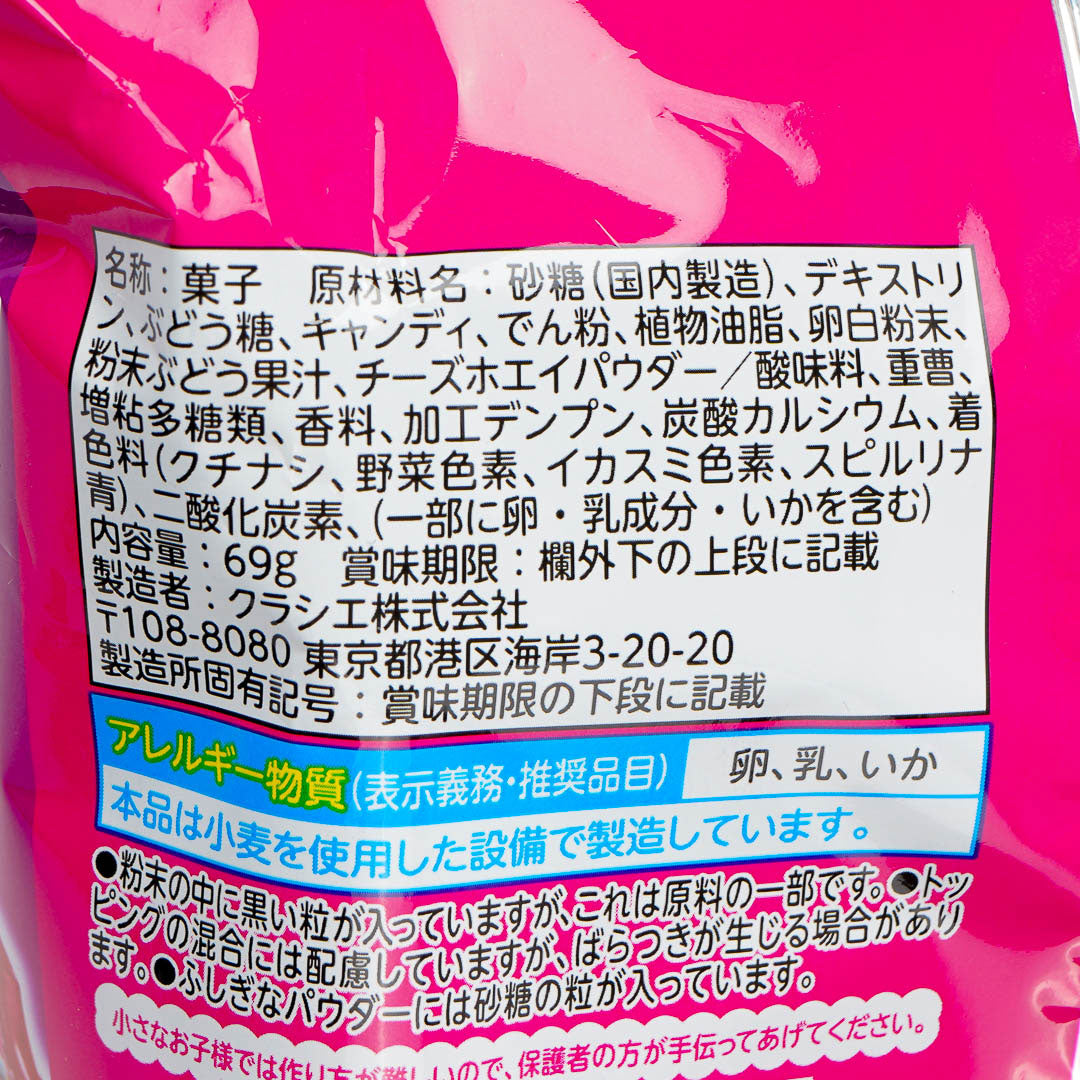 名称：菓子　原材料名：砂糖(国内製造)、デキストリ
ン、ぶどう糖、キャンディ、でん粉、植物油脂、卵白粉末、
粉末ぶどう果汁、チーズホエイパウダー／酸味料、重曹、
増粘多糖類、香料、加工デンプン、炭酸カルシウム、着
色料(クチナシ、野菜色素、イカスミ色素、スピルリナ
青)、二酸化炭素、(一部に卵・乳成分・いかを含む)
内容量：69g　賞味期限：欄外下の上段に記載
製造者：クラシエ株式会社
〒108-8080 東京都港区海岸3-20-20
製造所固有記号：賞味期限の下段に記載
アレルギー物質(表示義務・推奨品目)　卵、乳、いか
本品は小麦を使用した設備で製造しています。
●粉末の中に黒い粒が入っていますが、これは原料の一部です。●トッ
ピングの混合には配慮していますが、ばらつきが生じる場合があり
ます。●ふしぎなパウダーには砂糖の粒が入っています。
小さなお子様では作り方が難しいので、保護者の方が手伝ってあげてください。